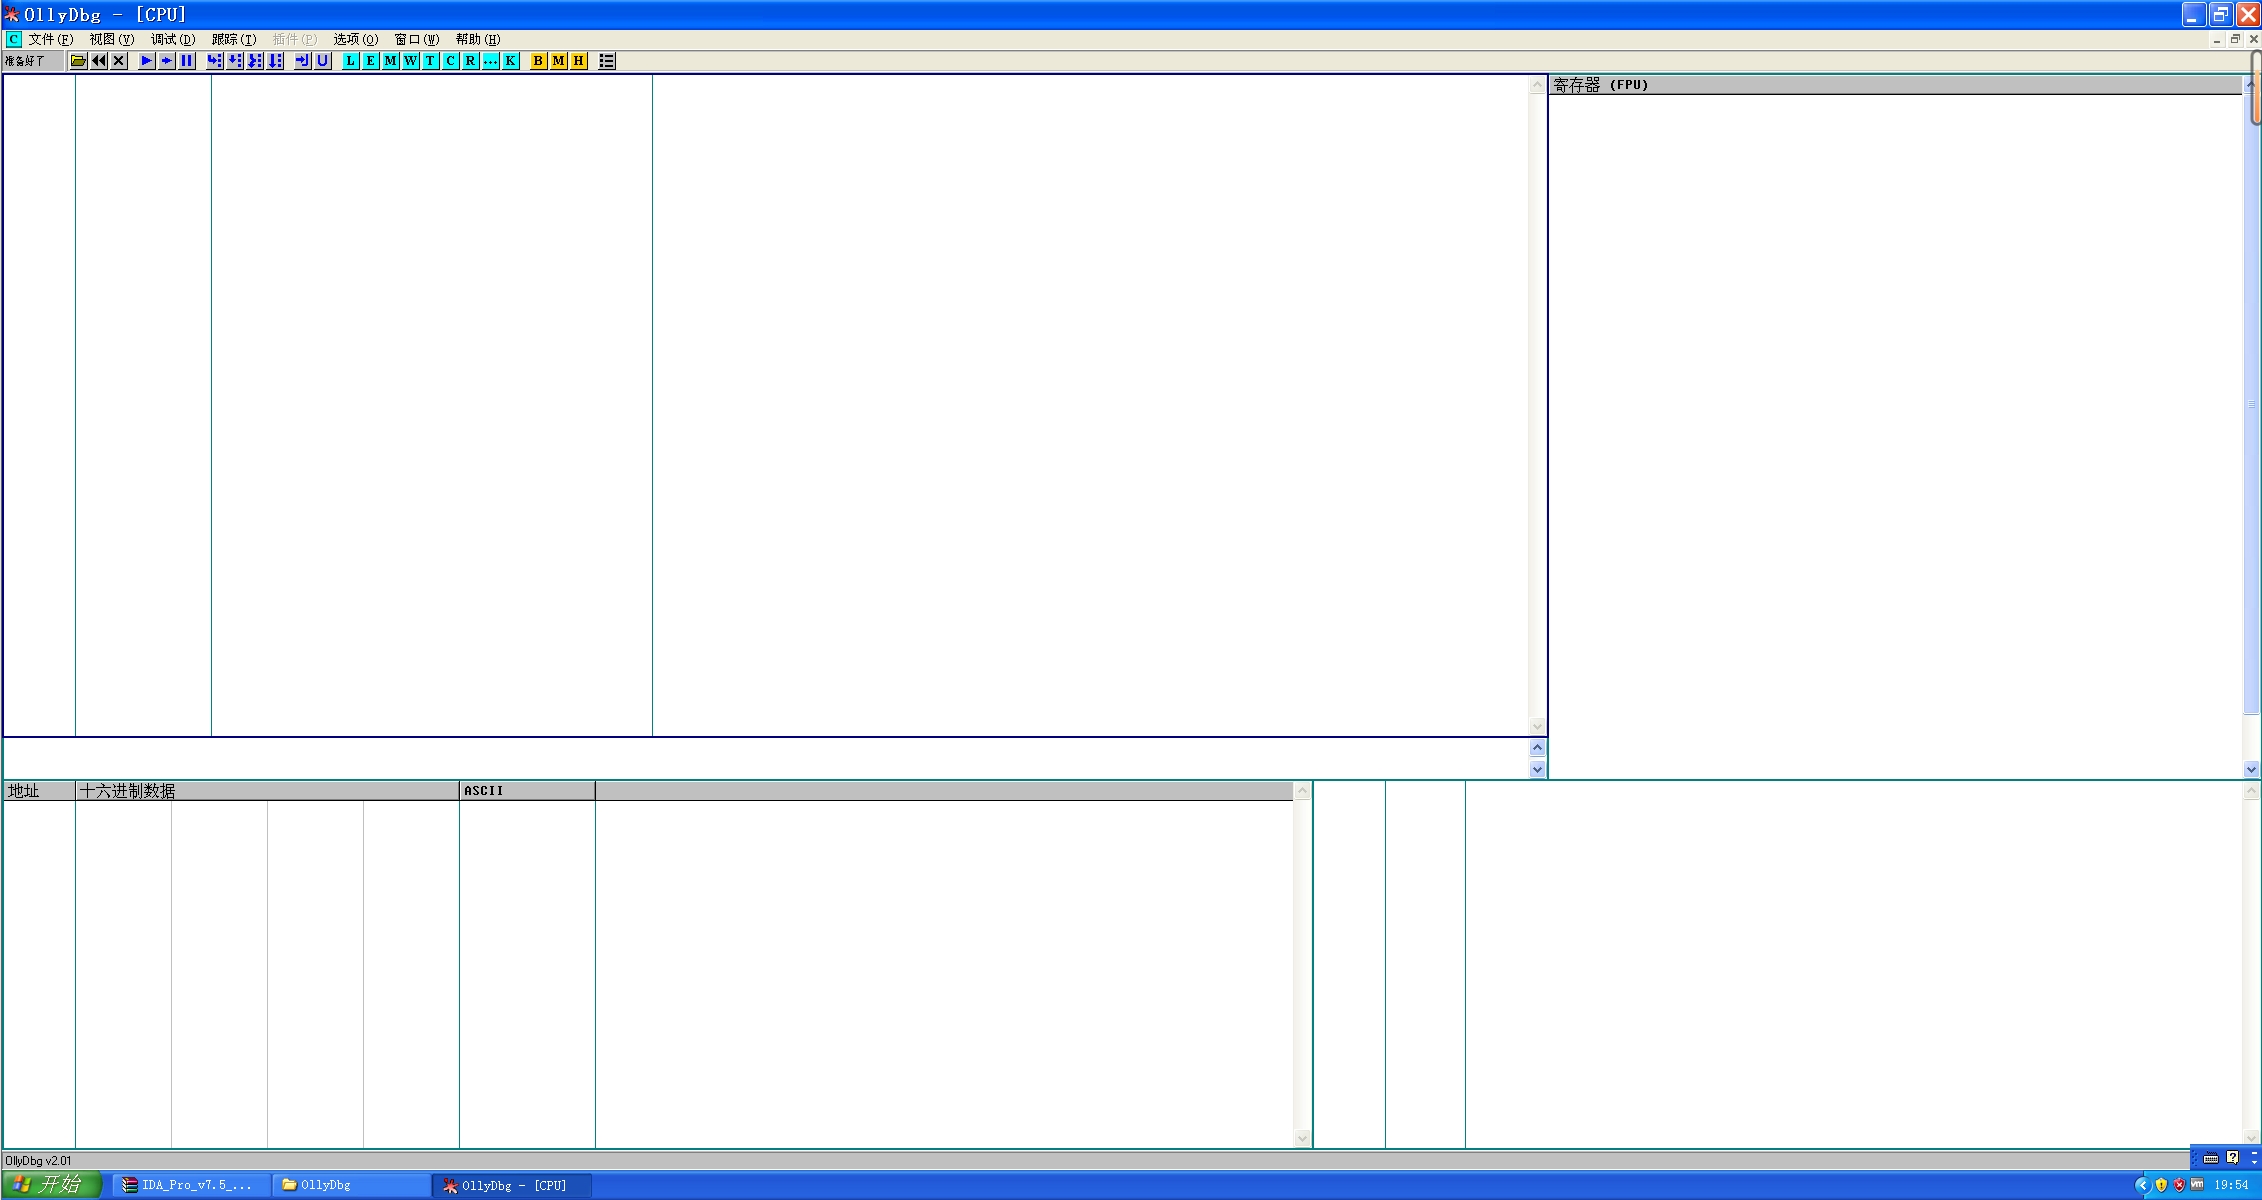 OllyDbg - [CPU]
C 文件(F) 视图(V) 调试(D) 跟踪(T) 插件(P) 选项(O) 窗口(W) 帮助(H)
准备好了 L E M W T C R ... K B M H
寄存器 (FPU)
地址 十六进制数据 ASCII
OllyDbg v2.01
开始 IDA_Pro_v7.5_... OllyDbg OllyDbg - [CPU] 19:54